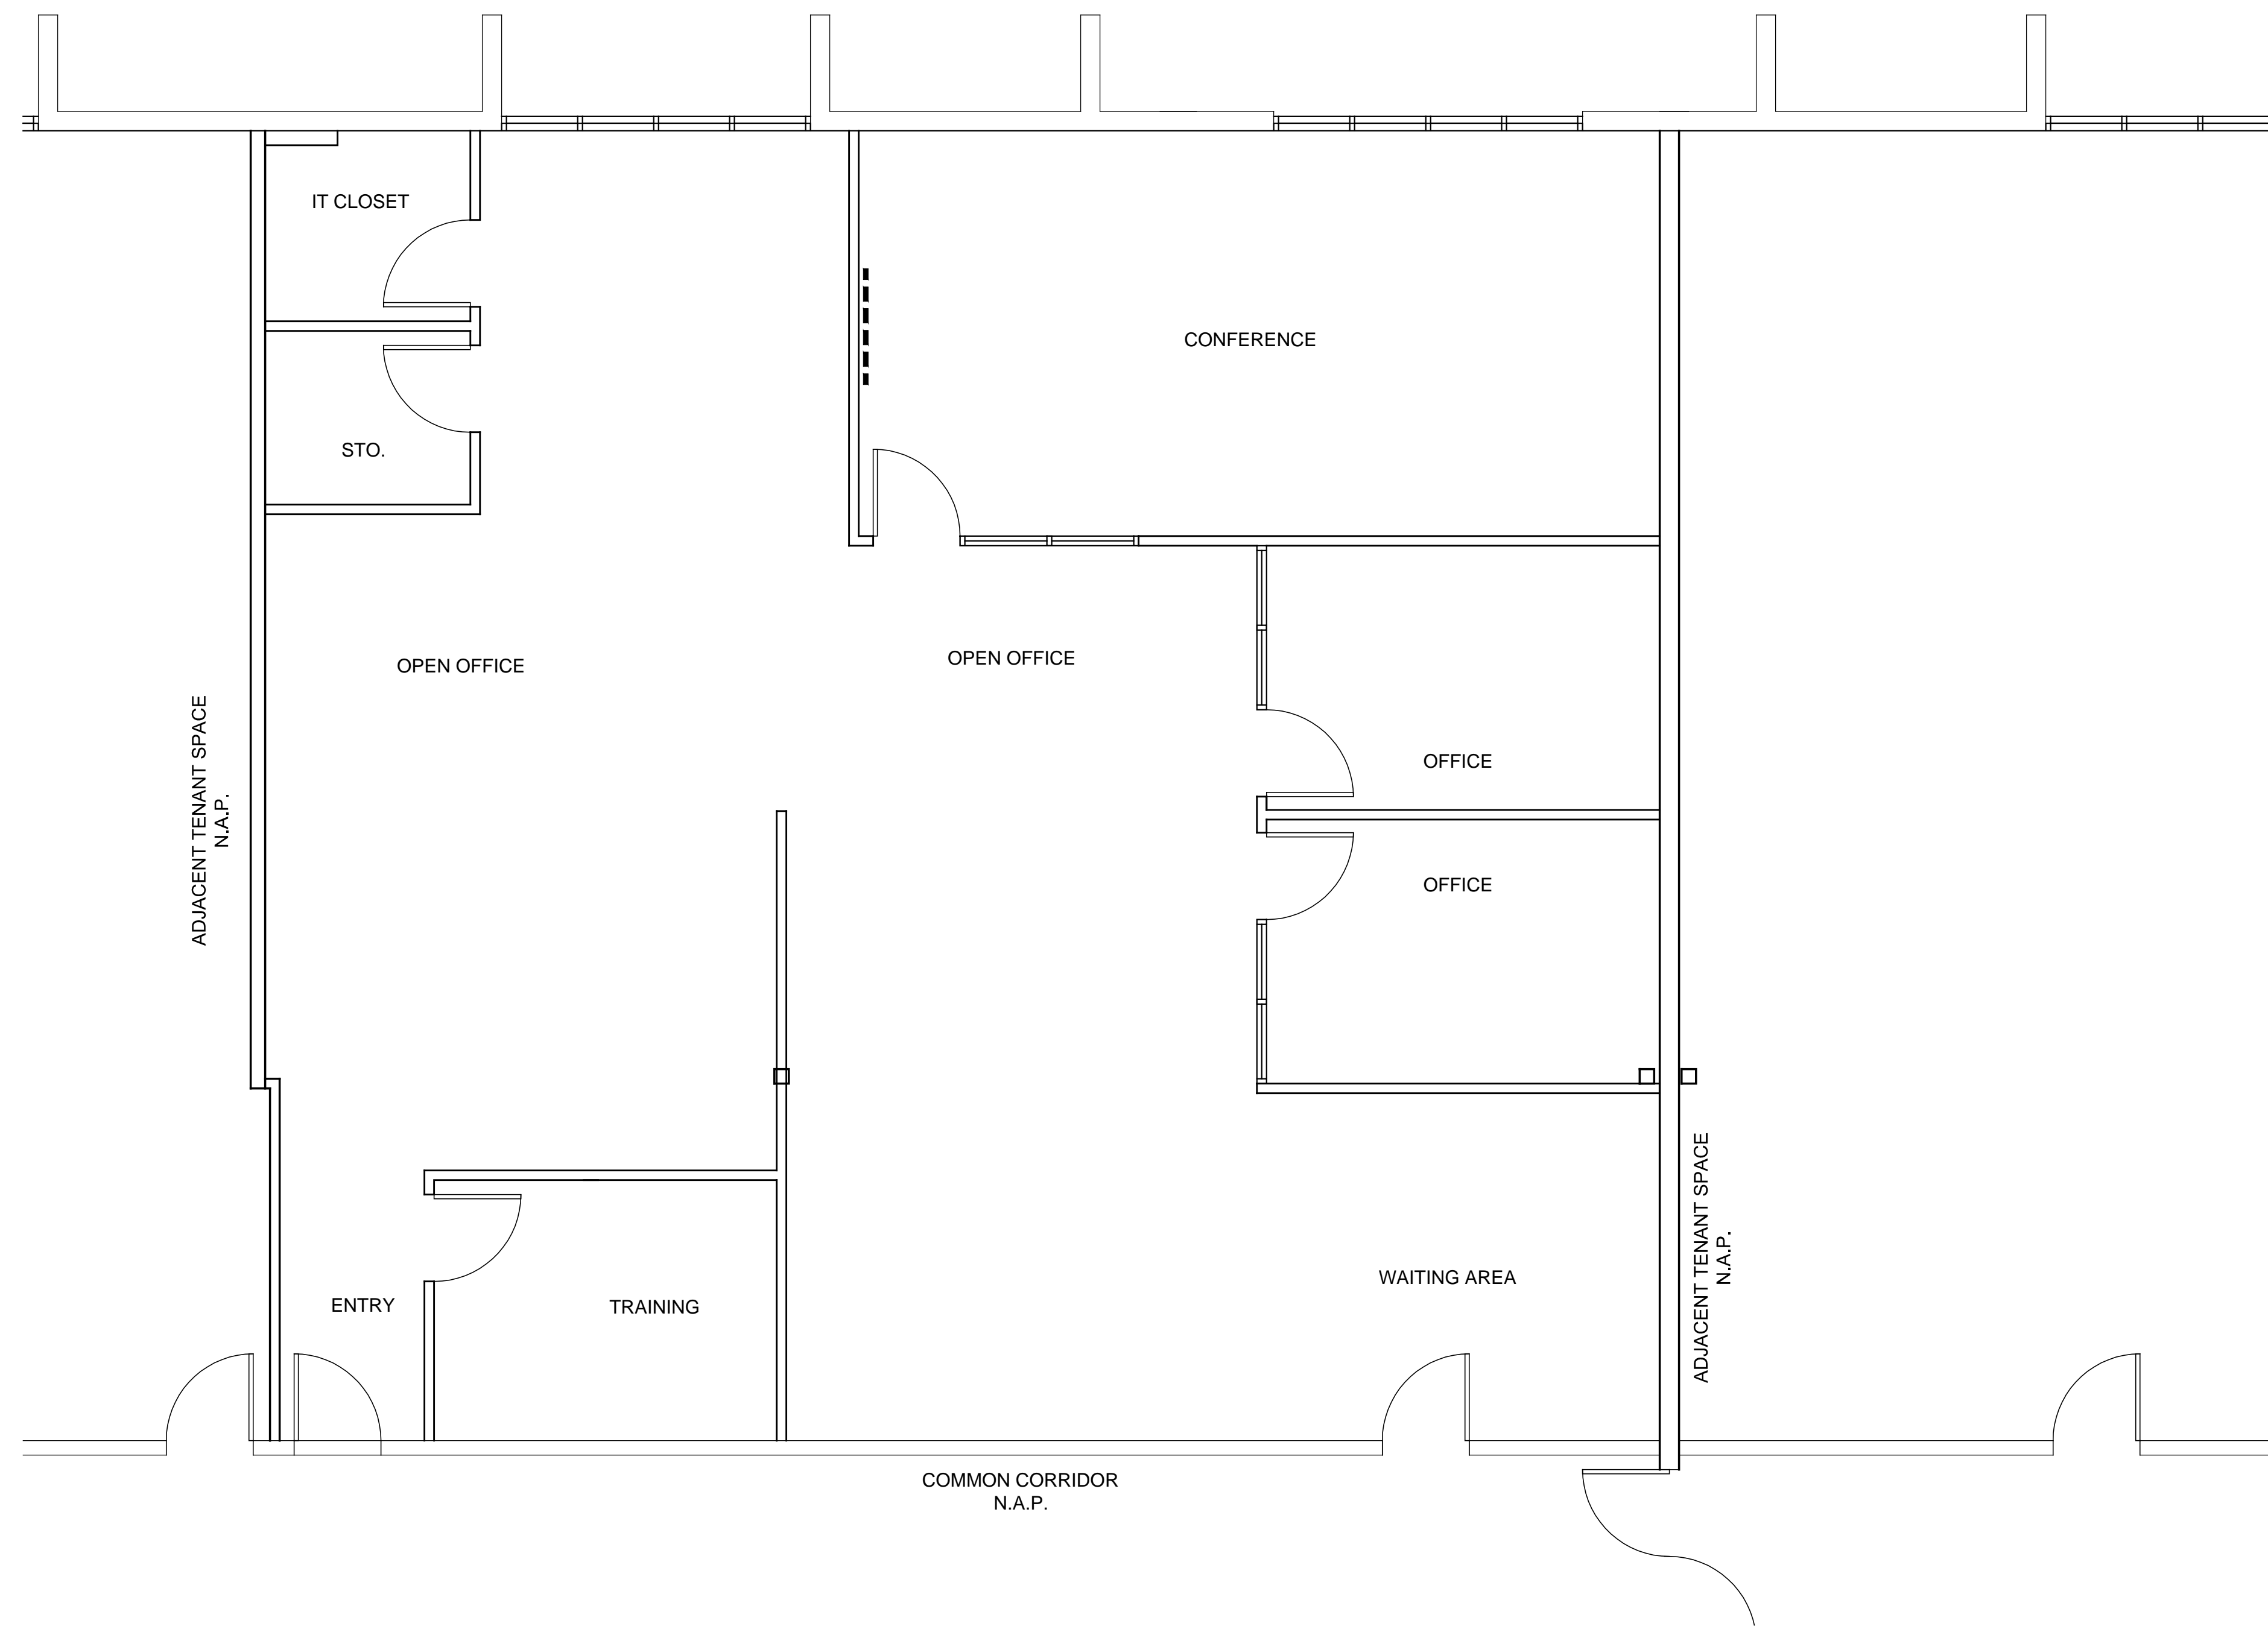 IT CLOSET
CONFERENCE
STO.
OPEN OFFICE
OPEN OFFICE
ADJACENT TENANT SPACE
N.A.P.
OFFICE
OFFICE
ADJACENT TENANT SPACE
N.A.P.
WAITING AREA
ENTRY
TRAINING
COMMON CORRIDOR
N.A.P.